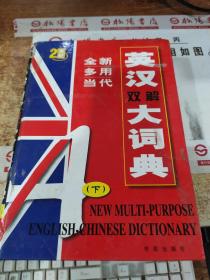 21
全新
多用
当代
英汉
双解
大词典
(下)
NEW MULTI-PURPOSE
ENGLISH-CHINESE DICTIONARY